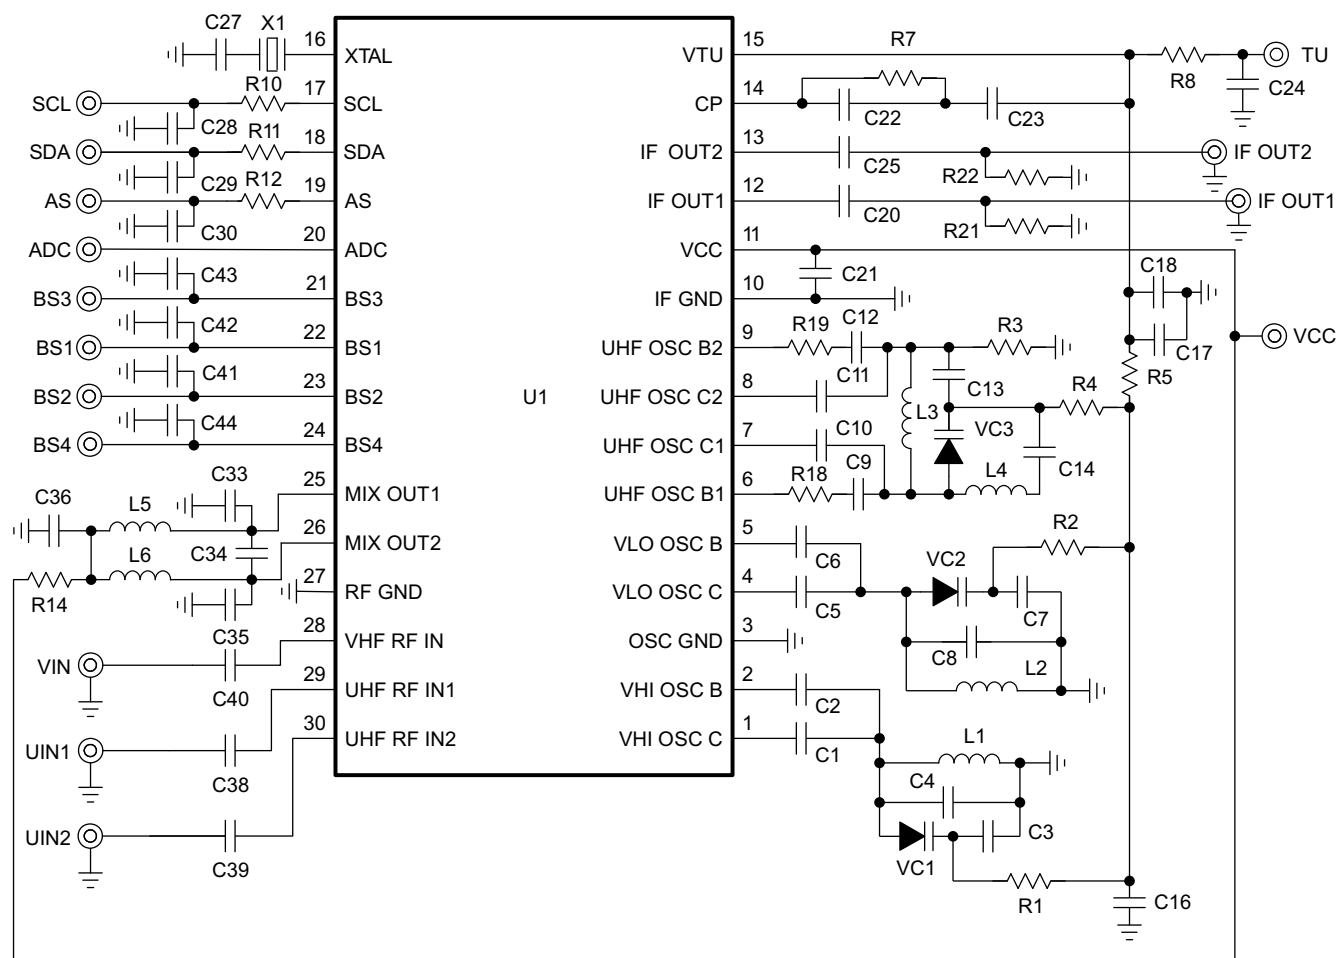 C27 X1
16 XTAL VTU 15 R7 R8 TU
R10 C24
SCL 17 SCL CP 14
C28 C22 C23
R11
SDA 18 SDA IF OUT2 13 IF OUT2
C29 C25 R22
R12
AS 19 AS IF OUT1 12 IF OUT1
C30 C20 R21
ADC 20 ADC VCC 11
C43 C21 C18
BS3 21 BS3 IF GND 10
C42 R19 C12 R3 C17 VCC
BS1 22 BS1 UHF OSC B2 9
C41 C11 C13 R4 R5
BS2 23 BS2 U1 UHF OSC C2 8
C44 C10 L3 VC3
BS4 24 BS4 UHF OSC C1 7
C33 R18 C9 L4 C14
C36 L5 25 MIX OUT1 UHF OSC B1 6
R2
L6 C34 26 MIX OUT2 VLO OSC B 5
C6 VC2
R14 27 RF GND VLO OSC C 4
C35 C5 C7
28 VHF RF IN OSC GND 3
VIN C8 L2
C40
29 UHF RF IN1 VHI OSC B 2
C2
30 UHF RF IN2 VHI OSC C 1
UIN1 C38 C1 L1
C4
UIN2 C39 VC1 C3
R1 C16